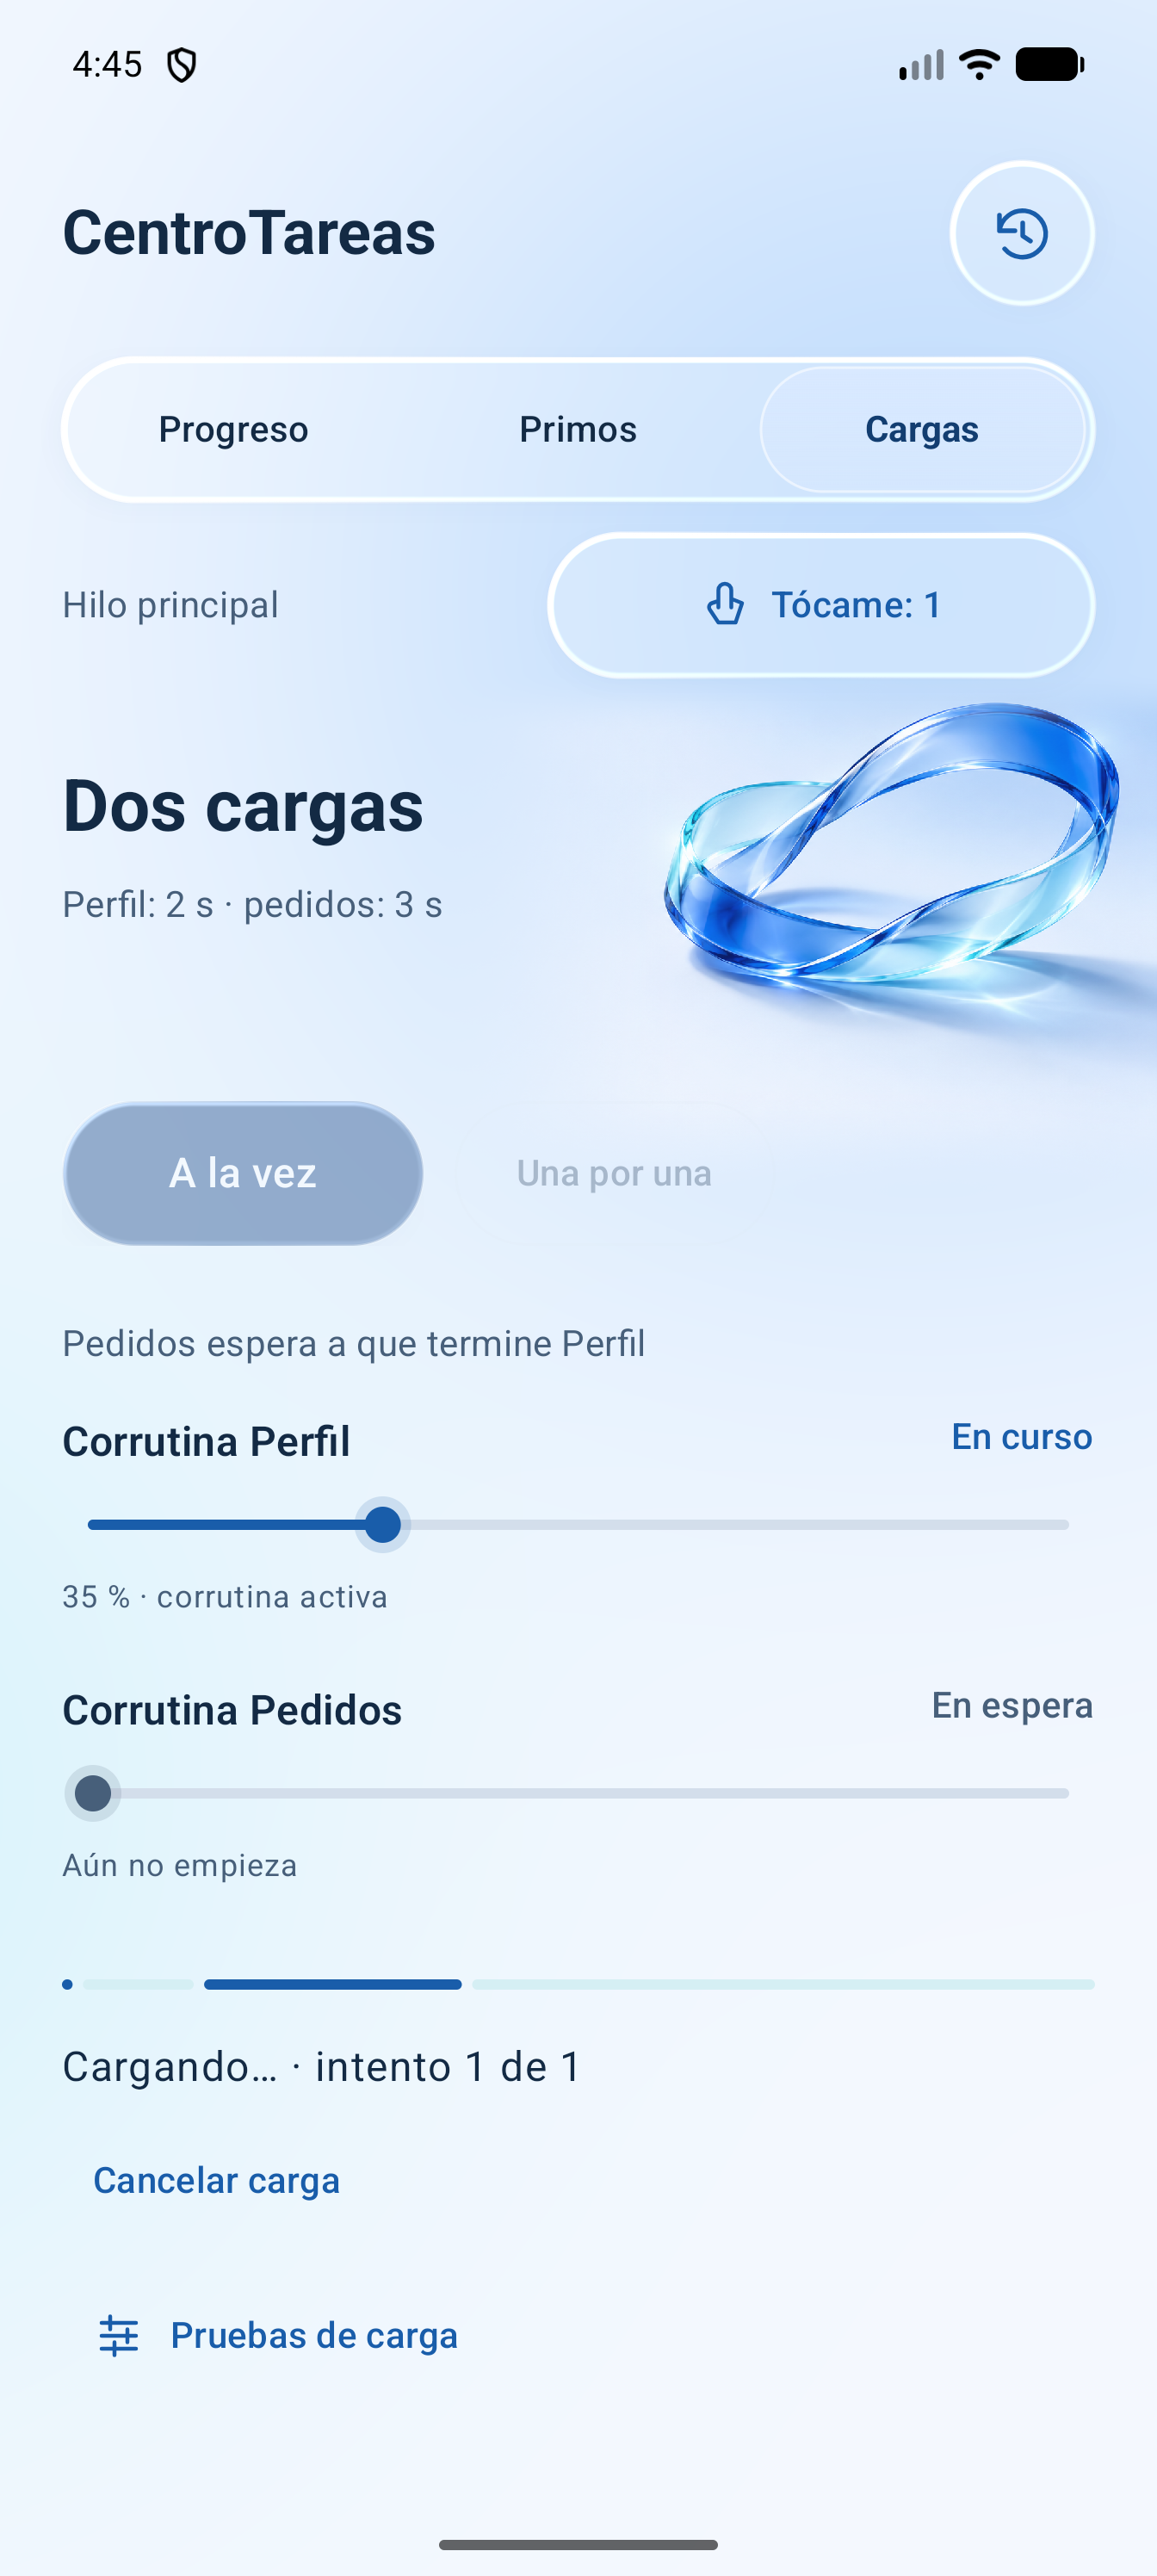 4:45
CentroTareas
Progreso
Primos
Cargas
Hilo principal
Tócame: 1
Dos cargas
Perfil: 2 s · pedidos: 3 s
A la vez
Una por una
Pedidos espera a que termine Perfil
Corrutina Perfil
En curso
35 % · corrutina activa
Corrutina Pedidos
En espera
Aún no empieza
Cargando… · intento 1 de 1
Cancelar carga
Pruebas de carga